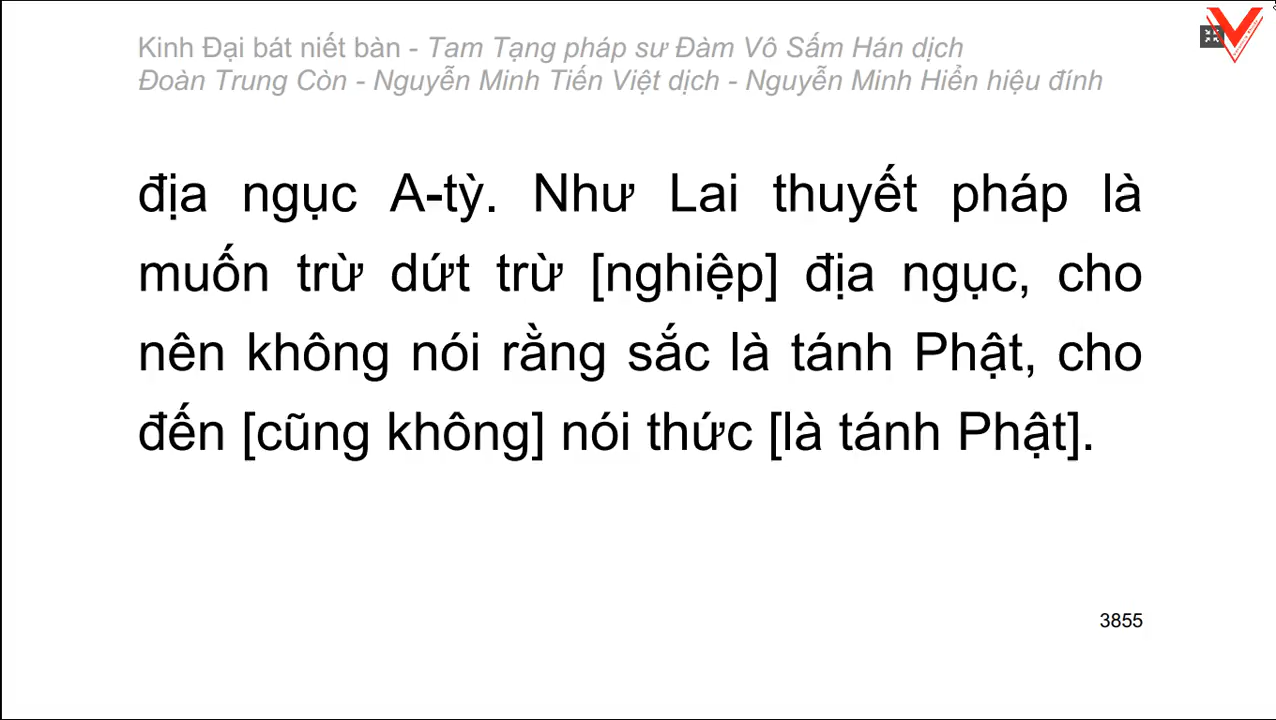 Kinh Đại bát niết bàn - Tam Tạng pháp sư Đàm Vô Sấm Hán dịch
Đoàn Trung Còn - Nguyễn Minh Tiến Việt dịch - Nguyễn Minh Hiển hiệu đính
địa ngục A-tỳ. Như Lai thuyết pháp là
muốn trừ dứt trừ [nghiệp] địa ngục, cho
nên không nói rằng sắc là tánh Phật, cho
đến [cũng không] nói thức [là tánh Phật].
3855